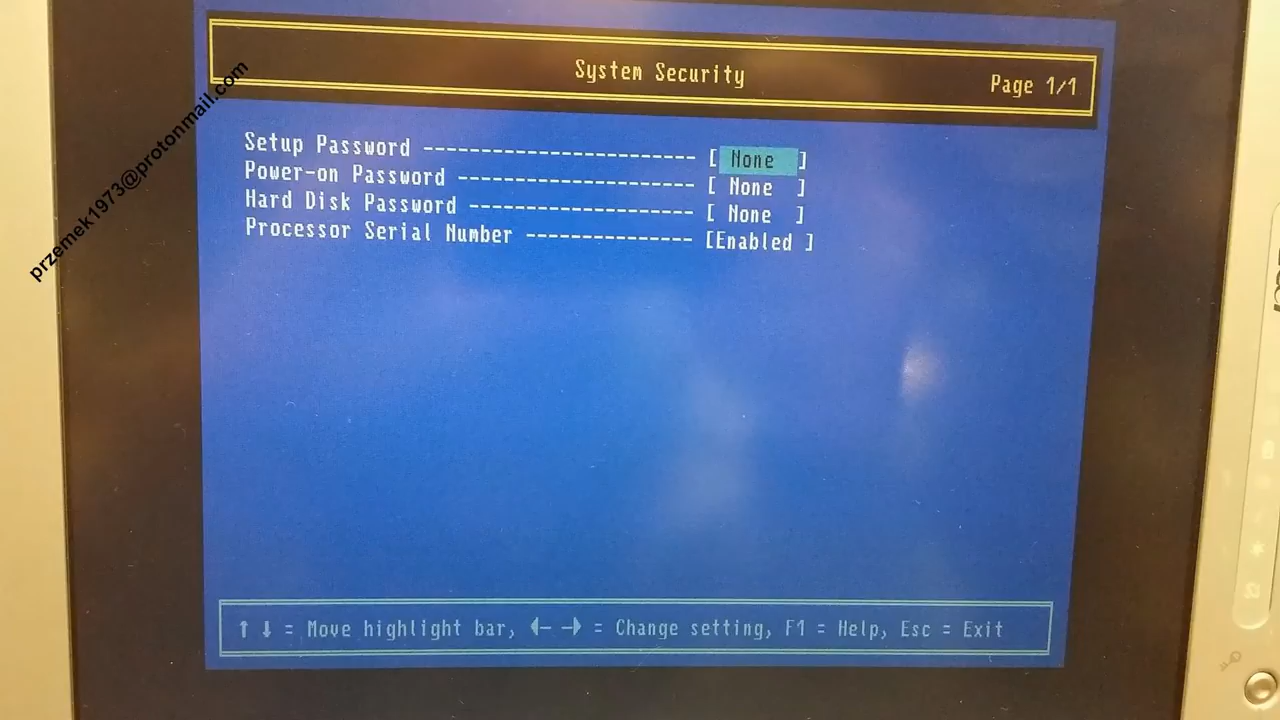 System Security
Page 1/1
przemek1973@protonmail.com
Setup Password ----------------------- [ None ]
Power-on Password -------------------- [ None ]
Hard Disk Password ------------------- [ None ]
Processor Serial Number --------------- [Enabled ]
↑ ↓ = Move highlight bar, ← → = Change setting, F1 = Help, Esc = Exit